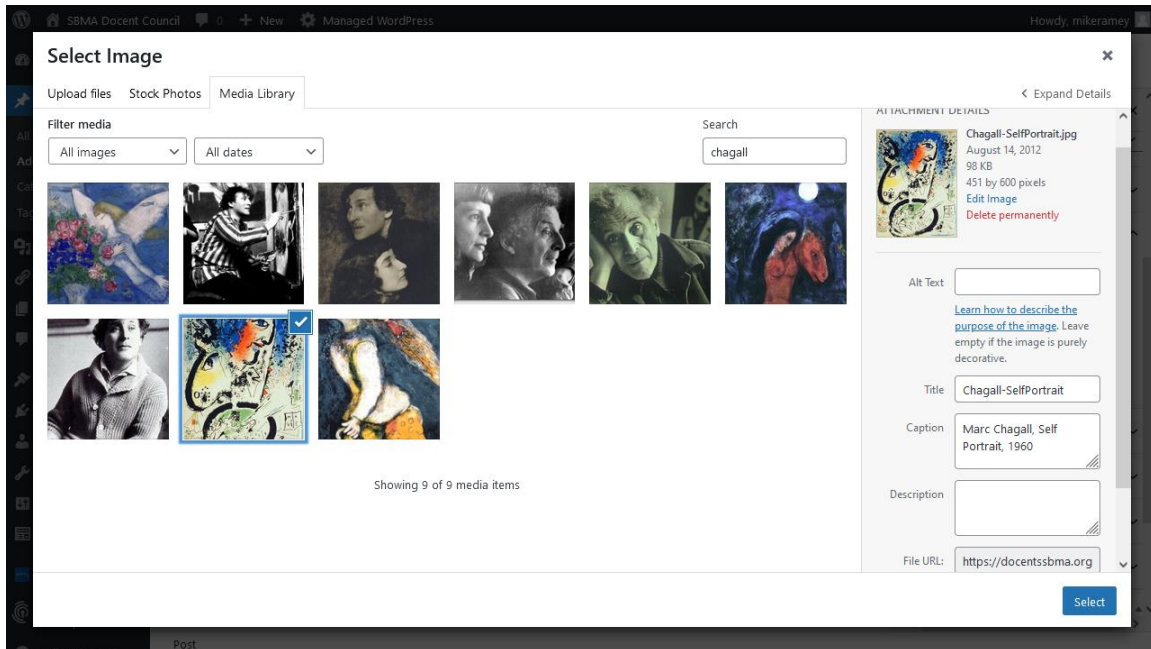 SBMA Docent Council 0 New Managed WordPress Howdy, mikeramey
Select Image
Upload files Stock Photos Media Library Expand Details
Filter media
All images All dates
Search
chagall
Showing 9 of 9 media items
ATTACHMENT DETAILS
Chagall-SelfPortrait.jpg
August 14, 2012
98 KB
451 by 600 pixels
Edit Image
Delete permanently
Alt Text
Learn how to describe the
purpose of the image. Leave
empty if the image is purely
decorative.
Title Chagall-SelfPortrait
Caption Marc Chagall, Self
Portrait, 1960
Description
File URL: https://docentssbma.org
Select
Post